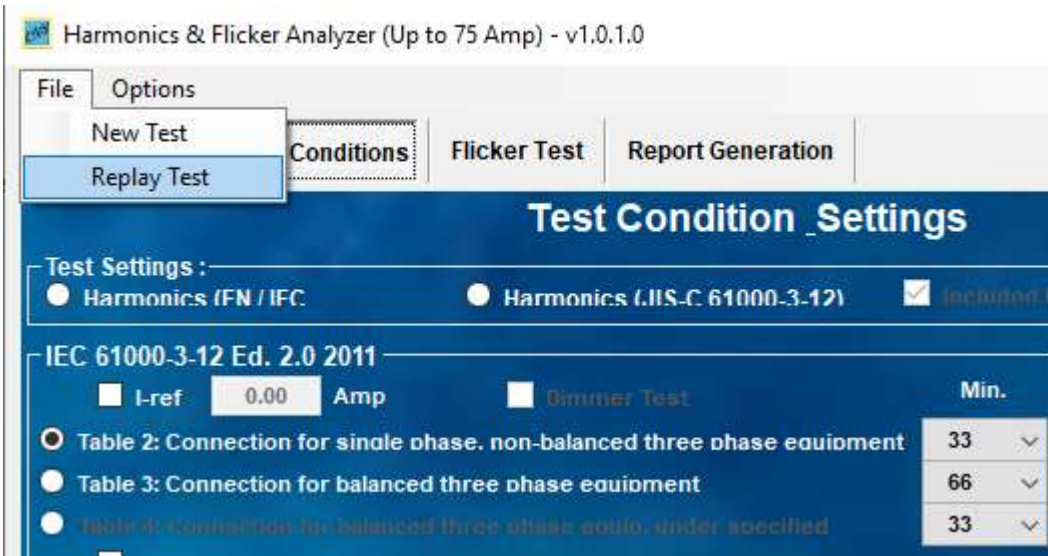 Harmonics & Flicker Analyzer (Up to 75 Amp) - v1.0.1.0
File Options
New Test
Replay Test
Conditions Flicker Test Report Generation
Test Condition _Settings
Test Settings :
Harmonics (EN / IEC Harmonics (JIS-C 61000-3-12) Included
IEC 61000-3-12 Ed. 2.0 2011
I-ref 0.00 Amp Dimmer Test Min.
Table 2: Connection for single phase, non-balanced three phase equipment 33
Table 3: Connection for balanced three phase equipment 66
Table 4: Connection for balanced three phase equip. under specified 33